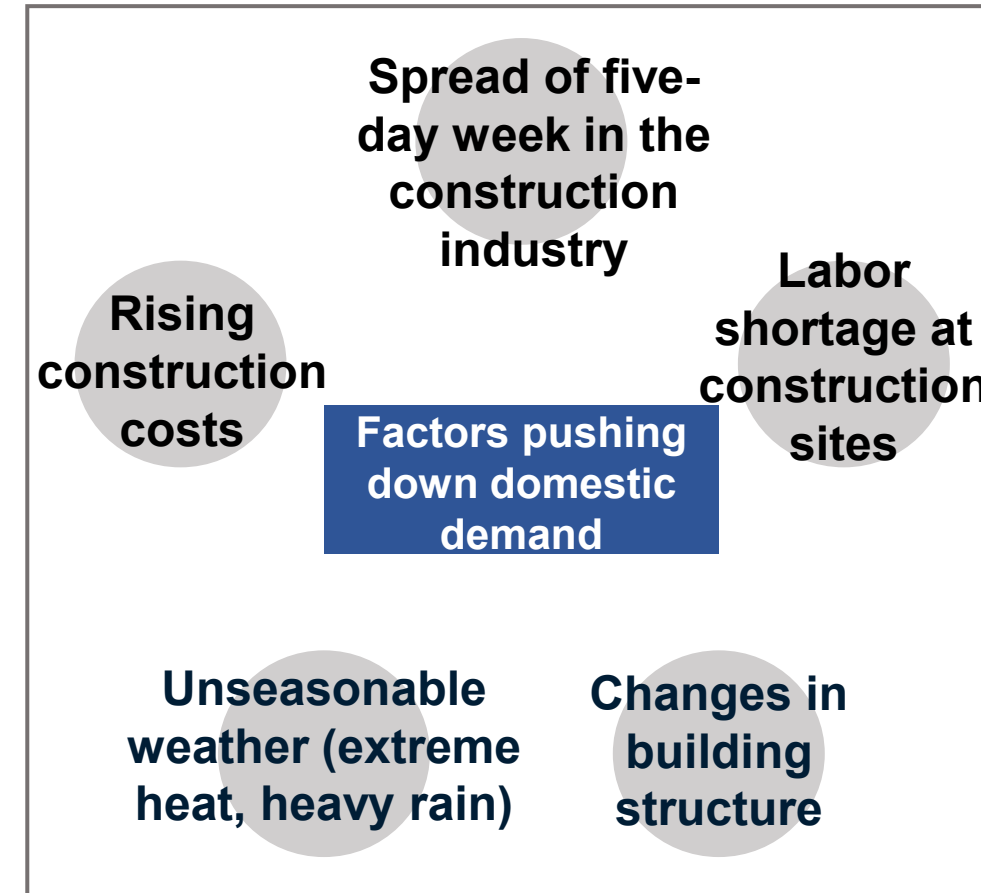 Spread of five-
day week in the
construction
industry
Rising
construction
costs
Labor
shortage at
construction
sites
Factors pushing
down domestic
demand
Unseasonable
weather (extreme
heat, heavy rain)
Changes in
building
structure